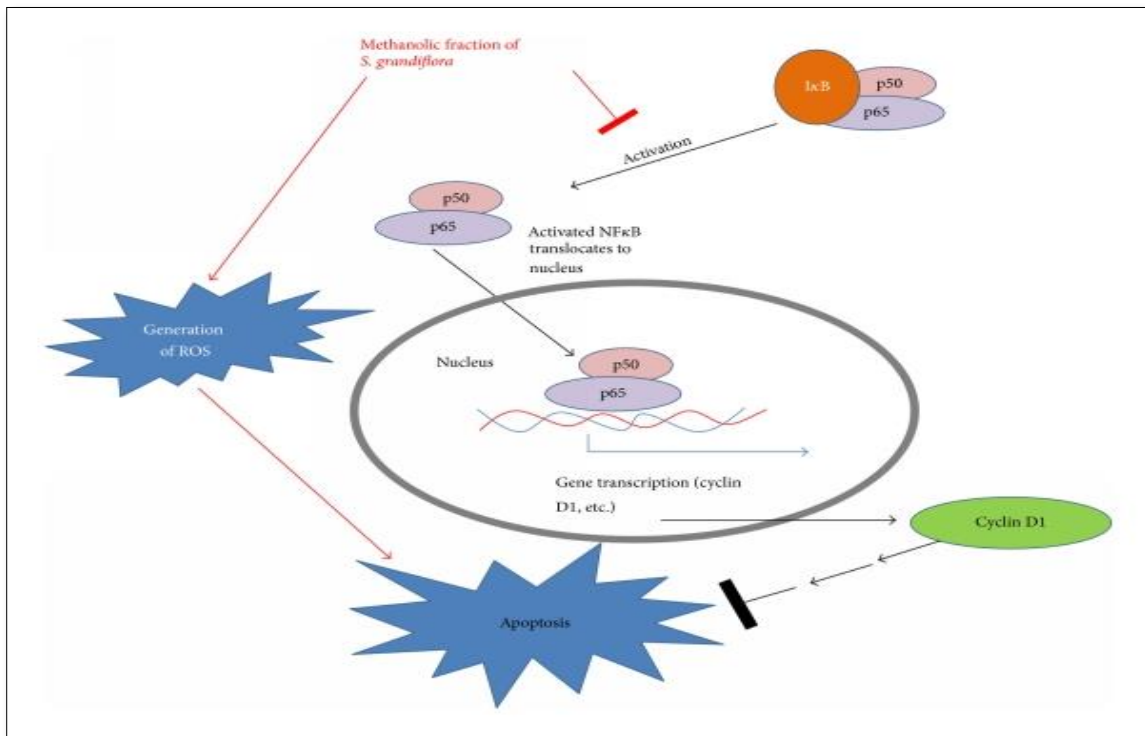 Methanolic fraction of
S. grandiflora
IκB
p50
p65
Activation
p50
p65
Activated NFκB
translocates to
nucleus
Generation
of ROS
Nucleus
p50
p65
Gene transcription (cyclin
D1, etc.)
Cyclin D1
Apoptosis